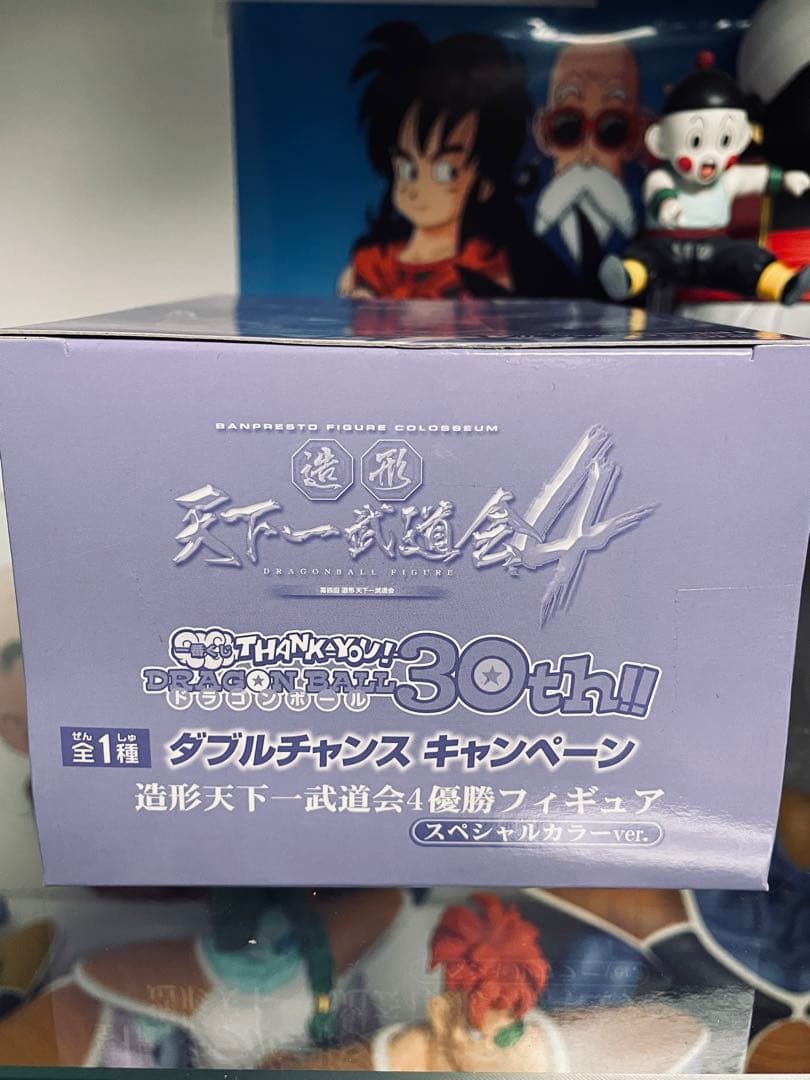 BANPRESTO FIGURE COLOSSEUM
造形
天下一武道会4
DRAGONBALL FIGURE
第四回 造形 天下一武道会
一番くじ THANK-YOU!
DRAGON BALL 30th!!
ドラゴンボール
ぜん しゅ
全1種 ダブルチャンス キャンペーン
造形天下一武道会4優勝フィギュア
スペシャルカラーver.